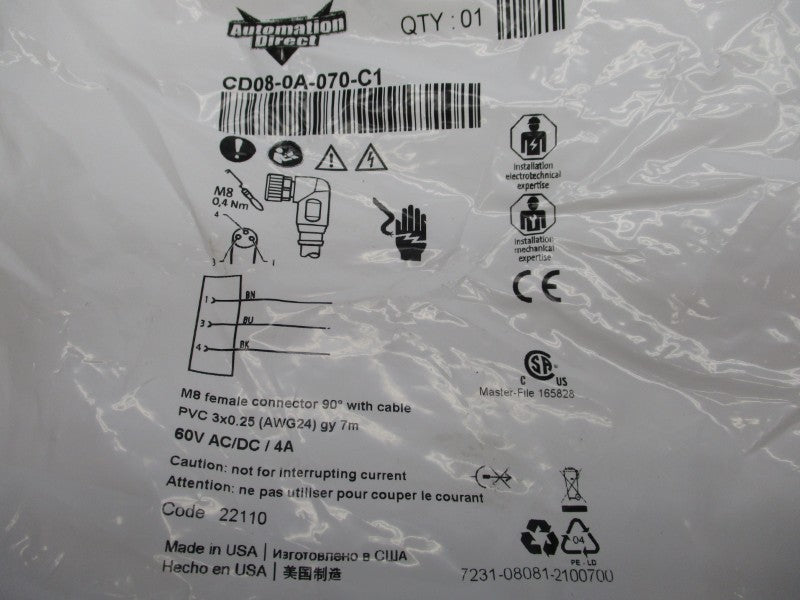 Automation
Direct
QTY : 01
CD08-0A-070-C1
M8
0,4 Nm
4
3
1
Installation
electrotechnical
expertise
Installation
mechanical
expertise
CE
1 BN
3 BU
4 BK
SA
C US
Master-File 165828
M8 female connector 90° with cable
PVC 3x0.25 (AWG24) gy 7m
60V AC/DC / 4A
Caution: not for interrupting current
Attention: ne pas utiliser pour couper le courant
Code 22110
04
PE - LD
Made in USA | Изготовлено в США
Hecho en USA | 美国制造
7231-08081-2100700